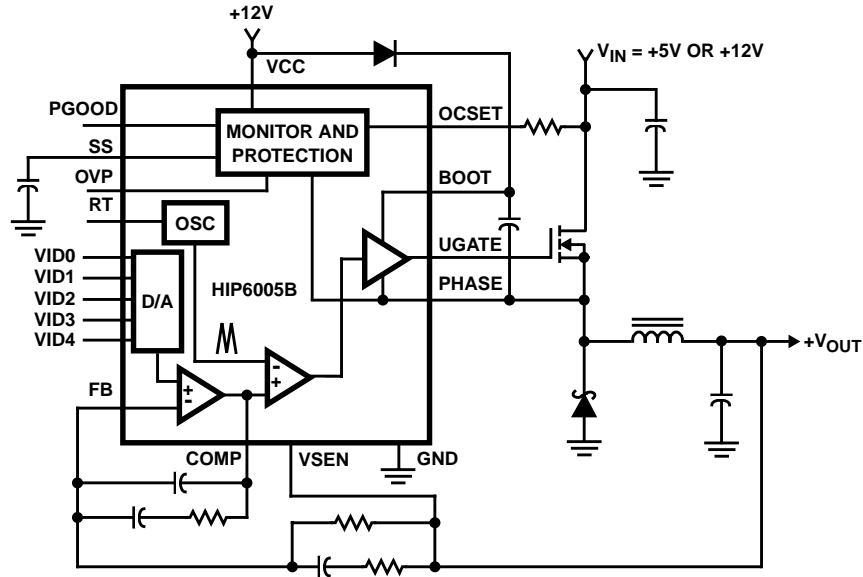 +12V
VCC
VIN = +5V OR +12V
PGOOD
MONITOR AND
PROTECTION
OCSET
SS
OVP
BOOT
RT
OSC
UGATE
VID0
VID1
VID2
VID3
VID4
D/A
HIP6005B
PHASE
+VOUT
-
+
+
-
FB
COMP
VSEN
GND